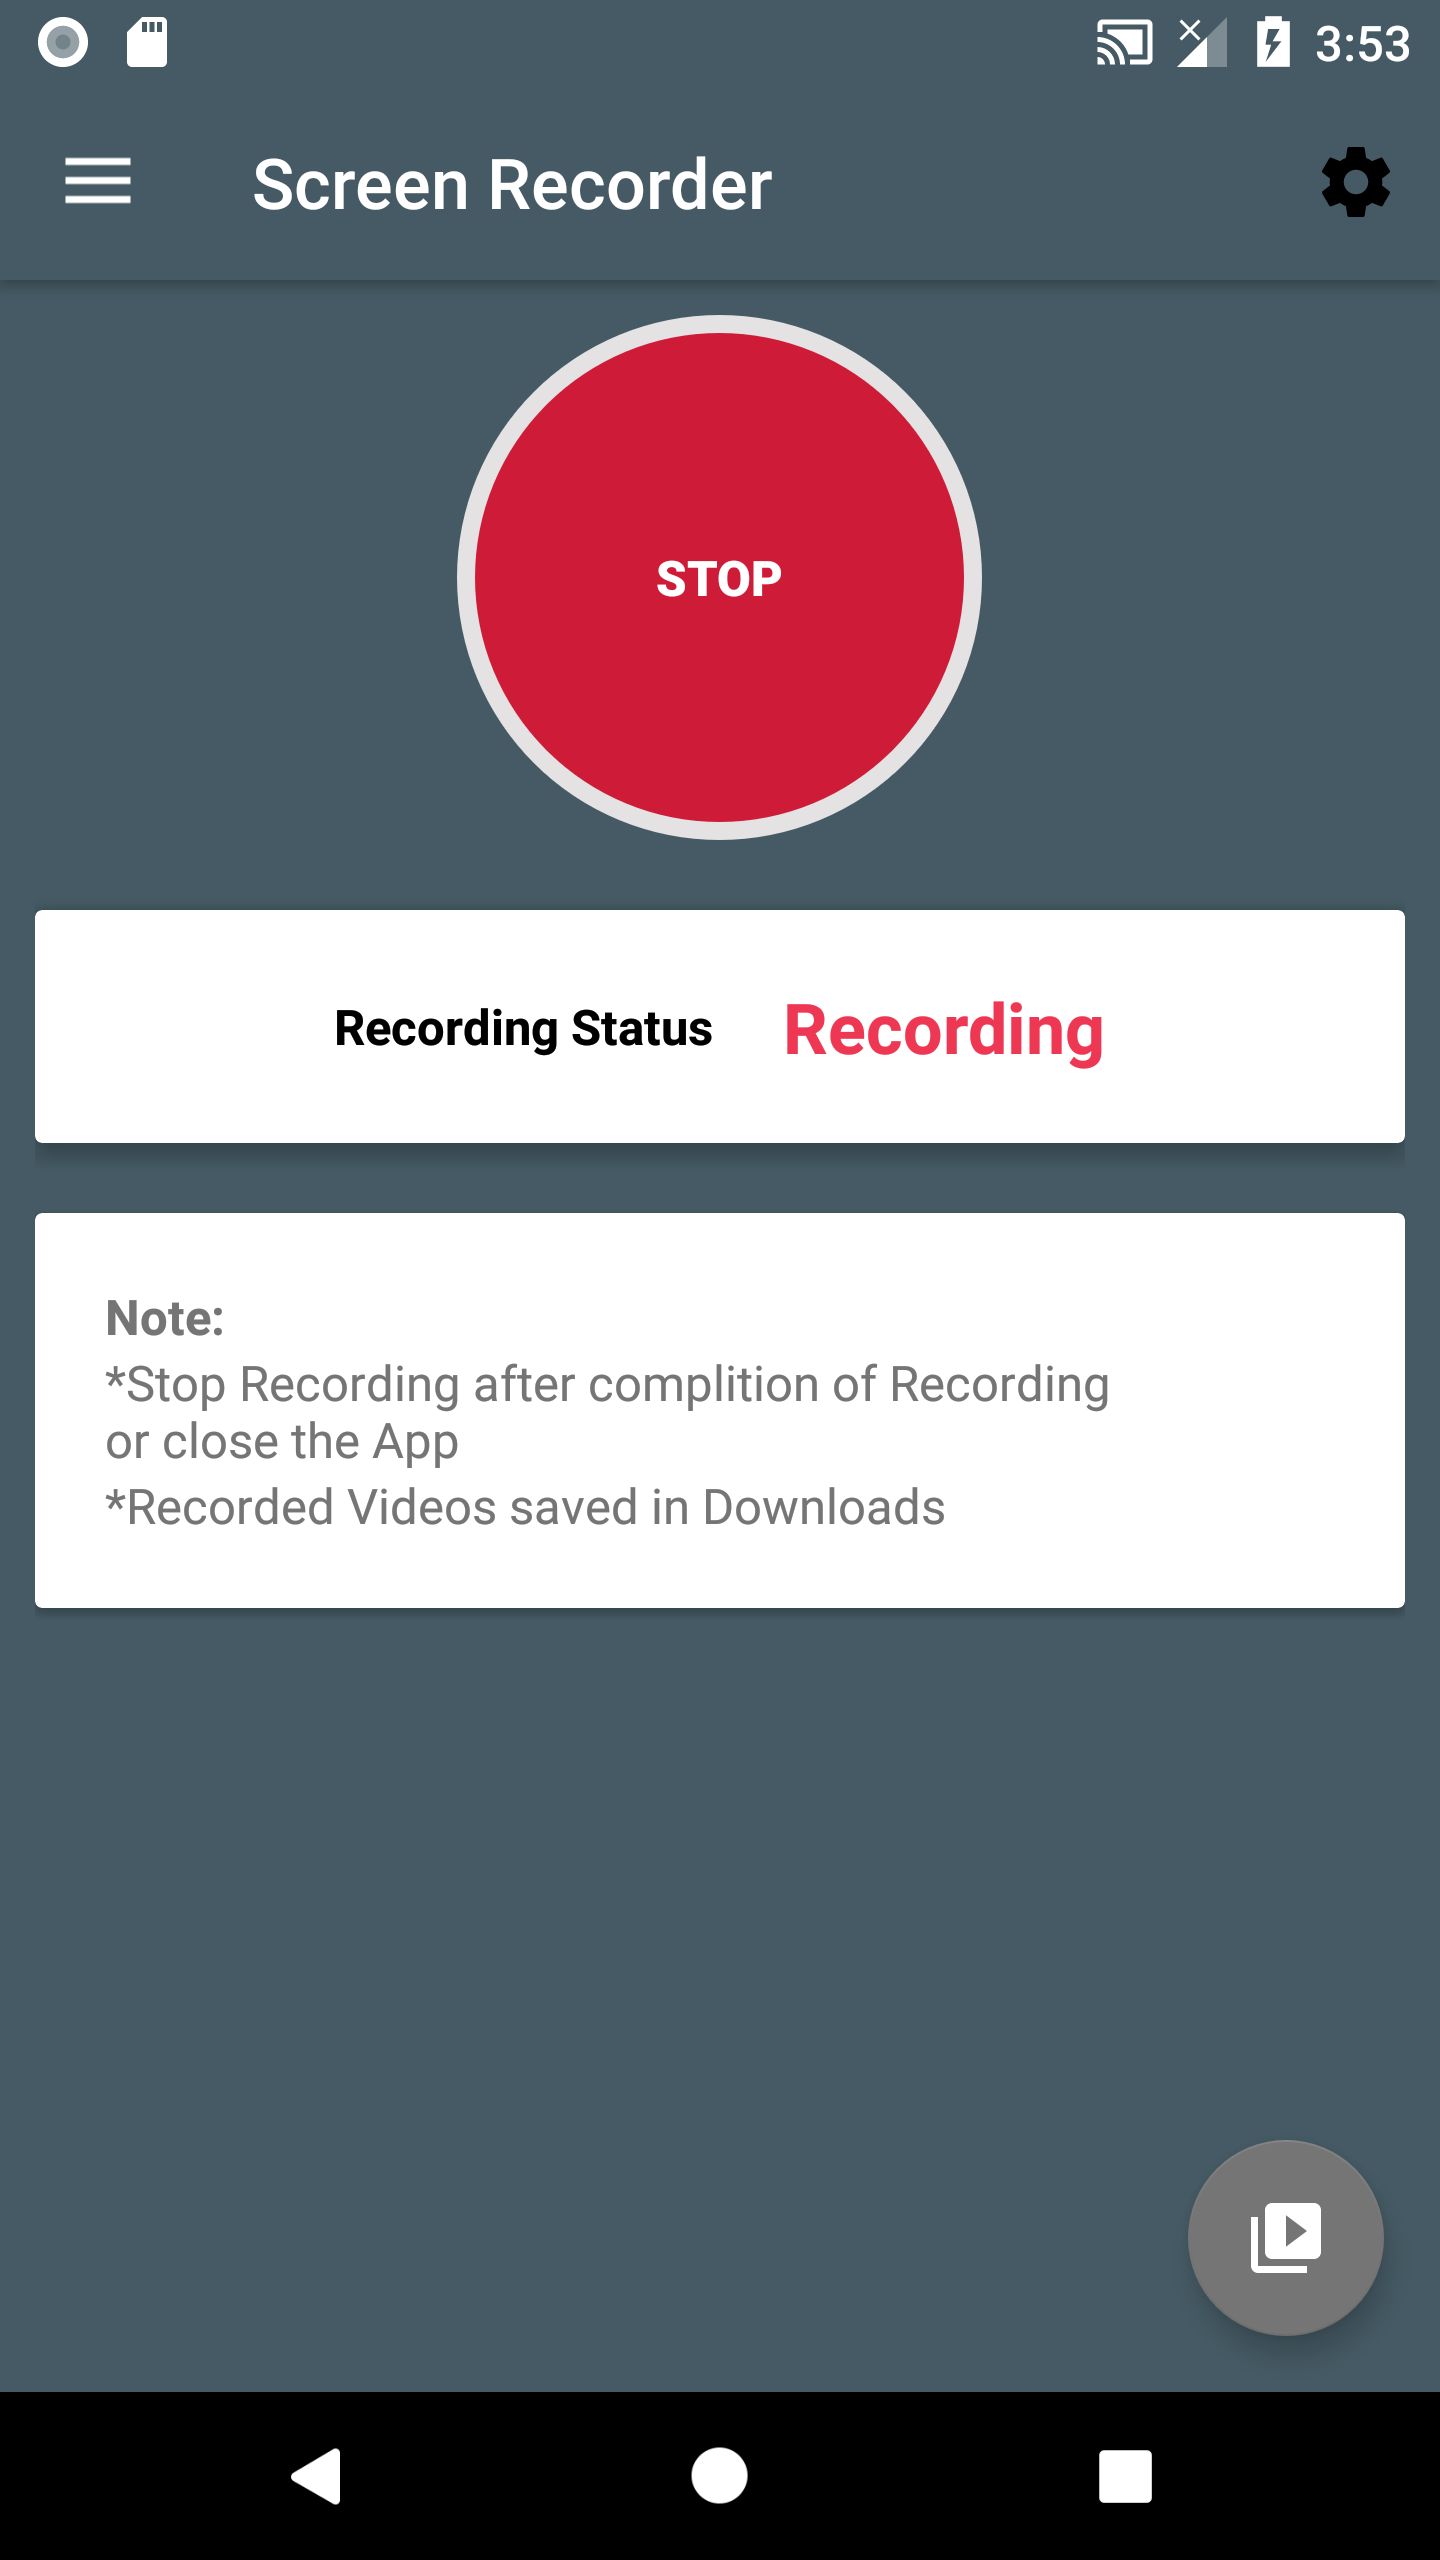 3:53
Screen Recorder
STOP
Recording Status Recording
Note:
*Stop Recording after complition of Recording
or close the App
*Recorded Videos saved in Downloads